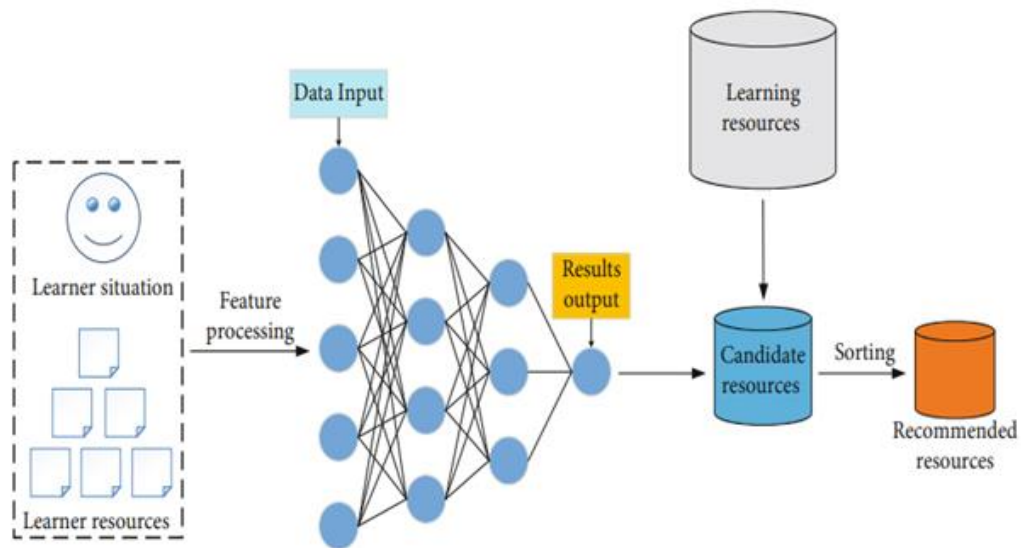 Data Input
Learning
resources
Learner situation
Feature
processing
Results
output
Candidate
resources
Sorting
Recommended
resources
Learner resources